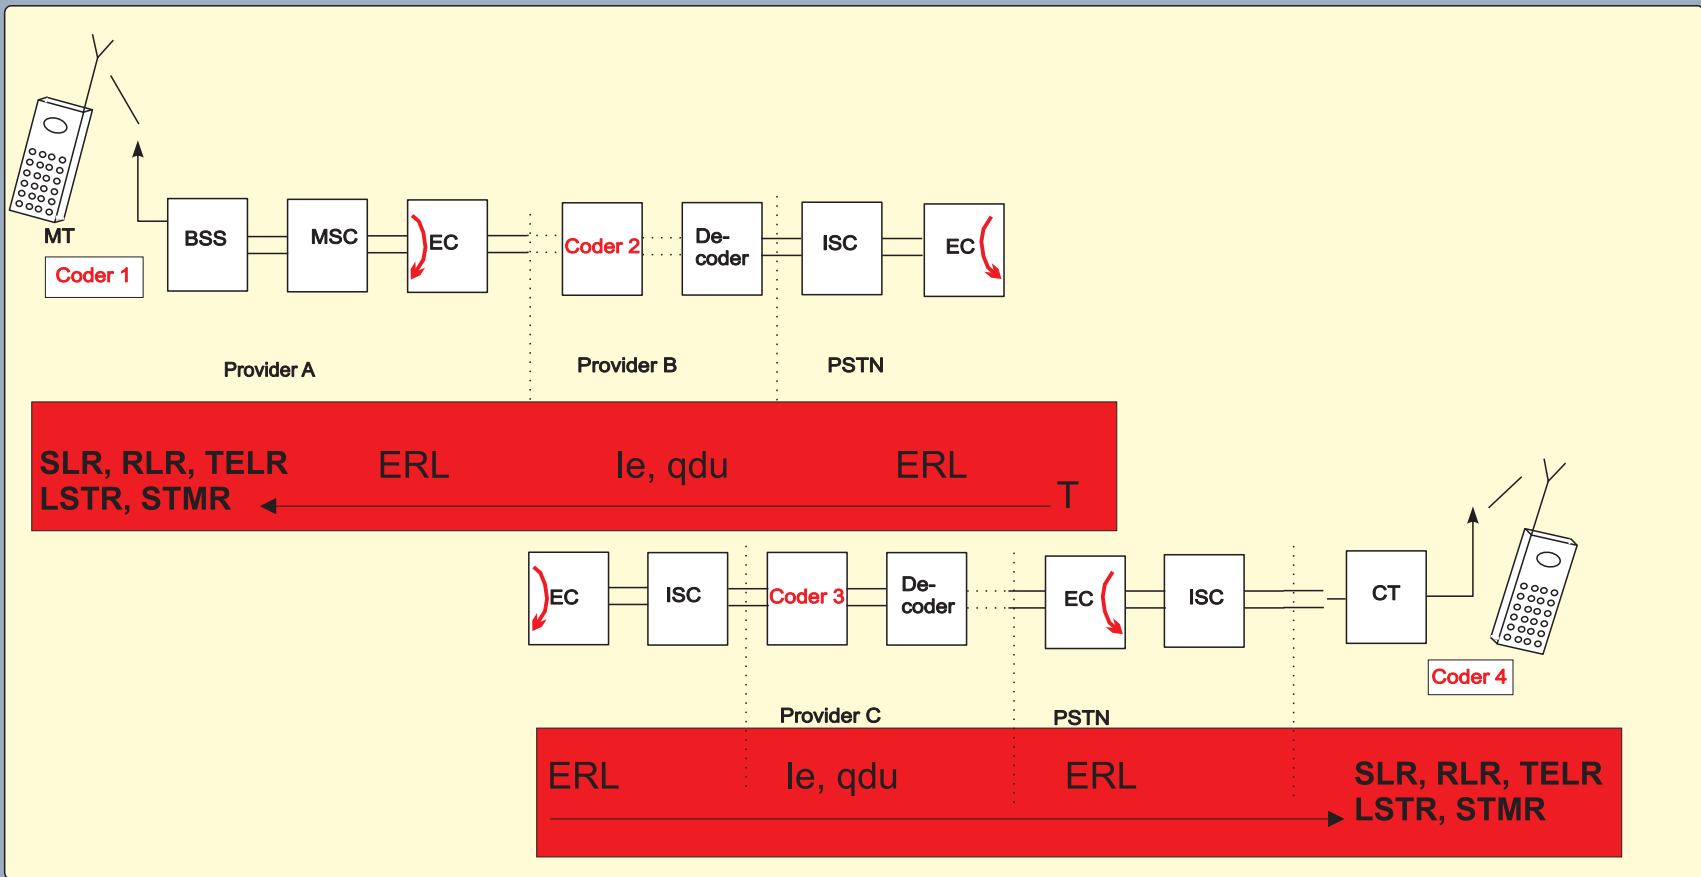 MT
Coder 1
BSS
MSC
EC
Coder 2
De-
coder
ISC
EC
Provider A
Provider B
PSTN
SLR, RLR, TELR
LSTR, STMR
ERL
Ie, qdu
ERL
T
EC
ISC
Coder 3
De-
coder
EC
ISC
CT
Coder 4
Provider C
PSTN
ERL
Ie, qdu
ERL
SLR, RLR, TELR
LSTR, STMR